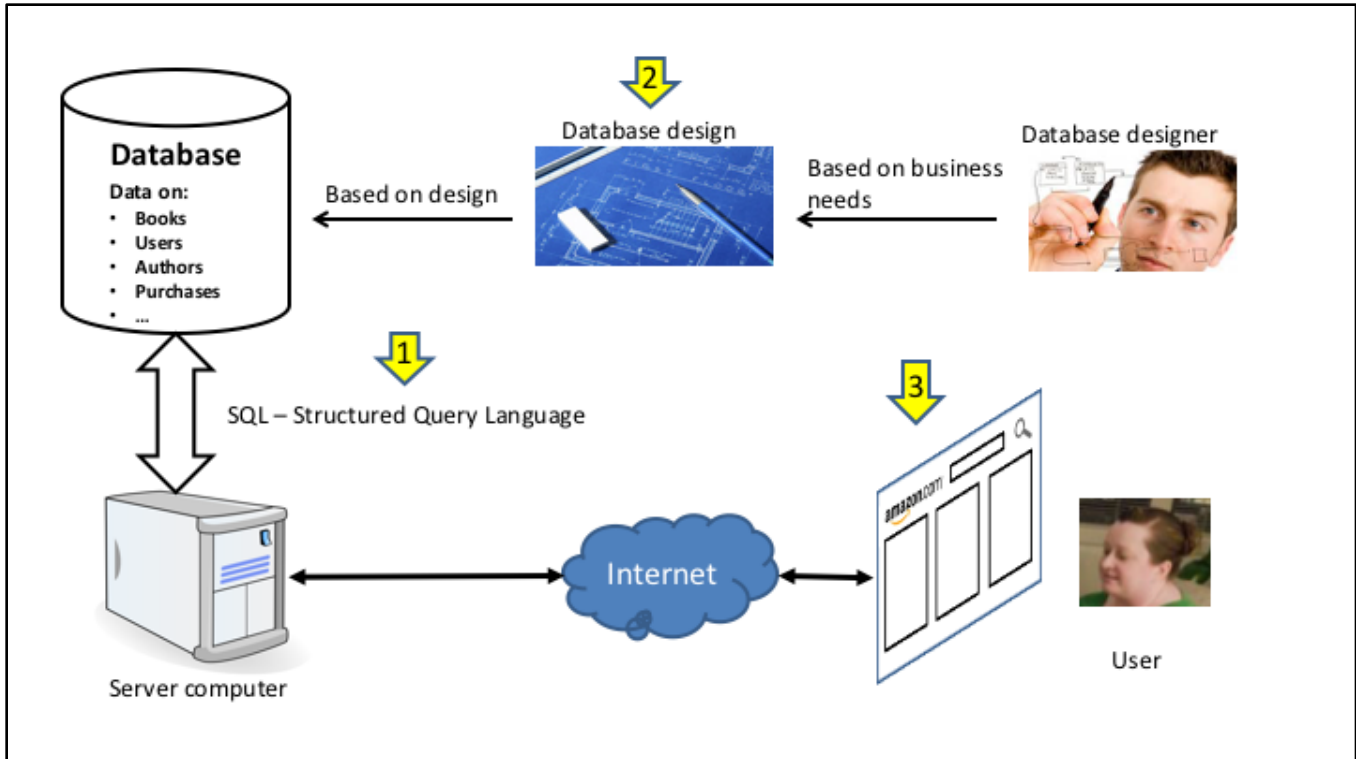 2
Database design
Database designer
Database
Data on:
• Books
• Users
• Authors
• Purchases
• ...
Based on design
Based on business
needs
1
SQL – Structured Query Language
3
amazon.com
Internet
Server computer
User